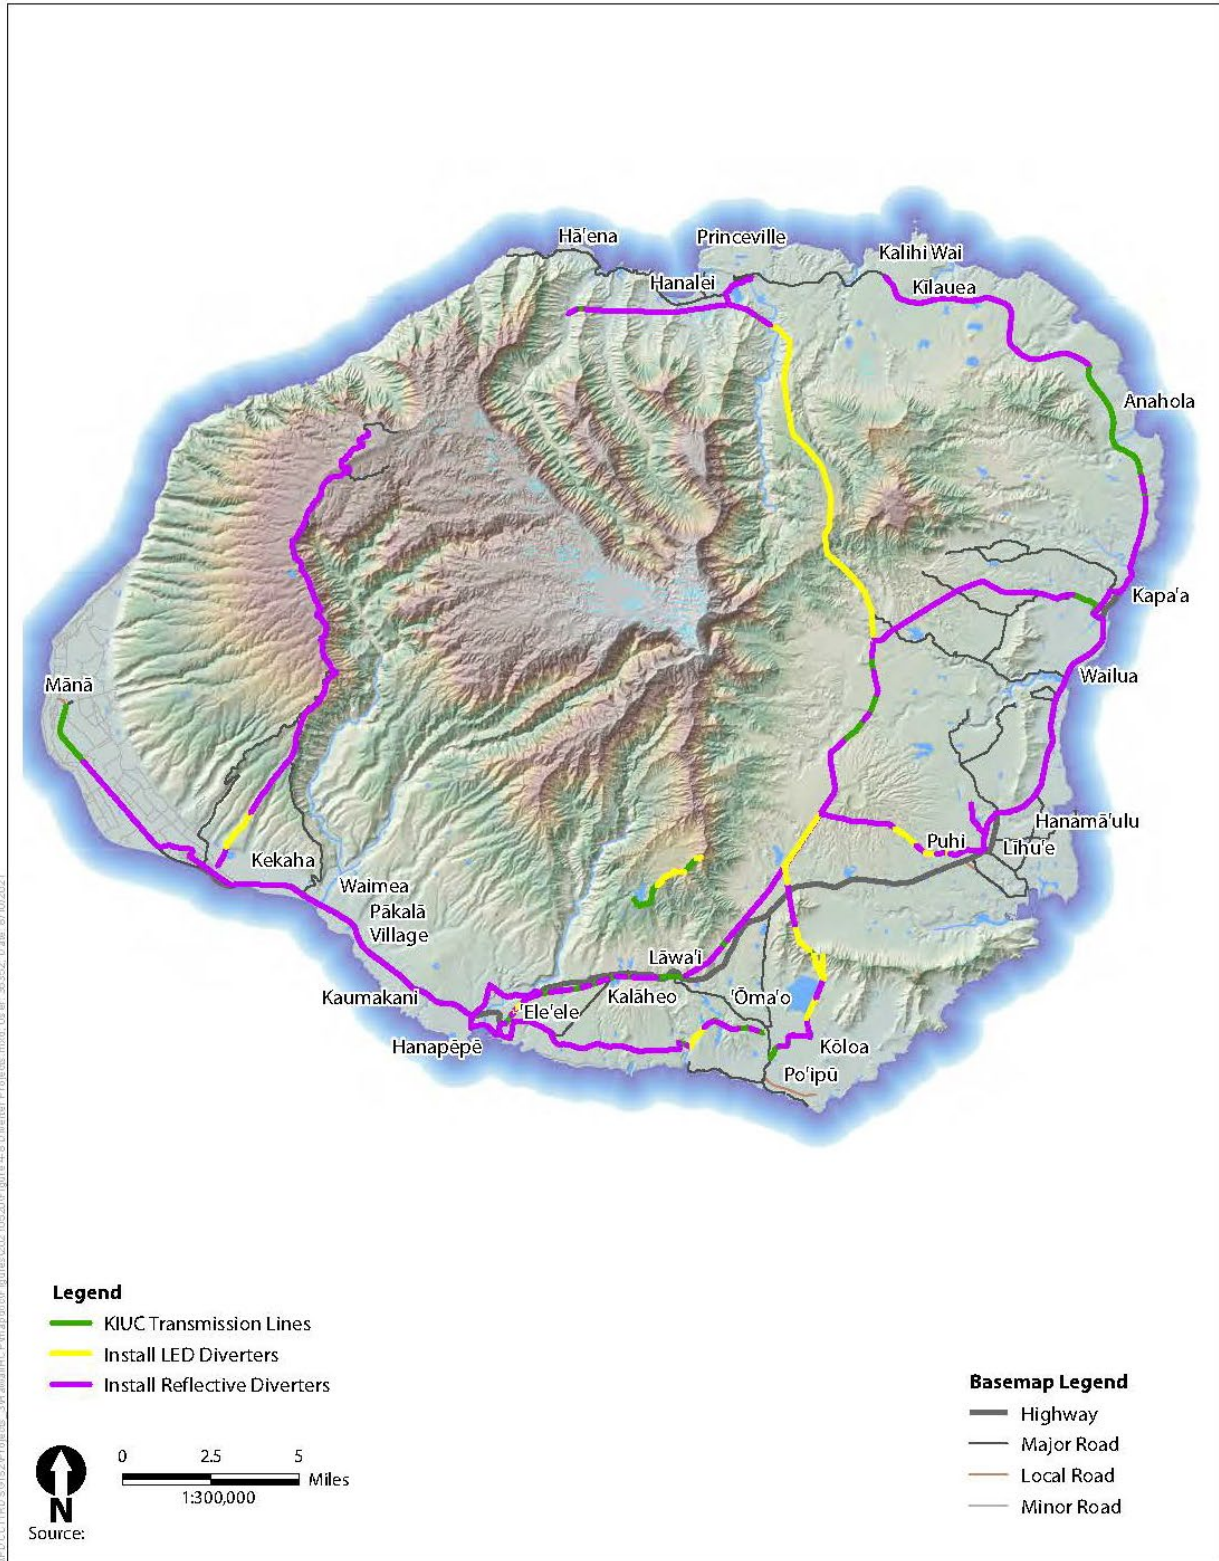 Hā'ena
Princeville
Kalihi Wai
Hanalei
Kīlauea
Anahola
Kapa'a
Mānā
Wailua
Hanamā'ulu
Puhi
Līhu'e
Kekaha
Waimea
Pākalā
Village
Lāwa'i
Kaumakani
Kalāheo
'Ōma'o
'Ele'ele
Hanapēpē
Kōloa
Po'ipū
Legend
KIUC Transmission Lines
Install LED Diverters
Install Reflective Diverters
Basemap Legend
Highway
Major Road
Local Road
Minor Road
0 2.5 5
Miles
1:300,000
N
Source: